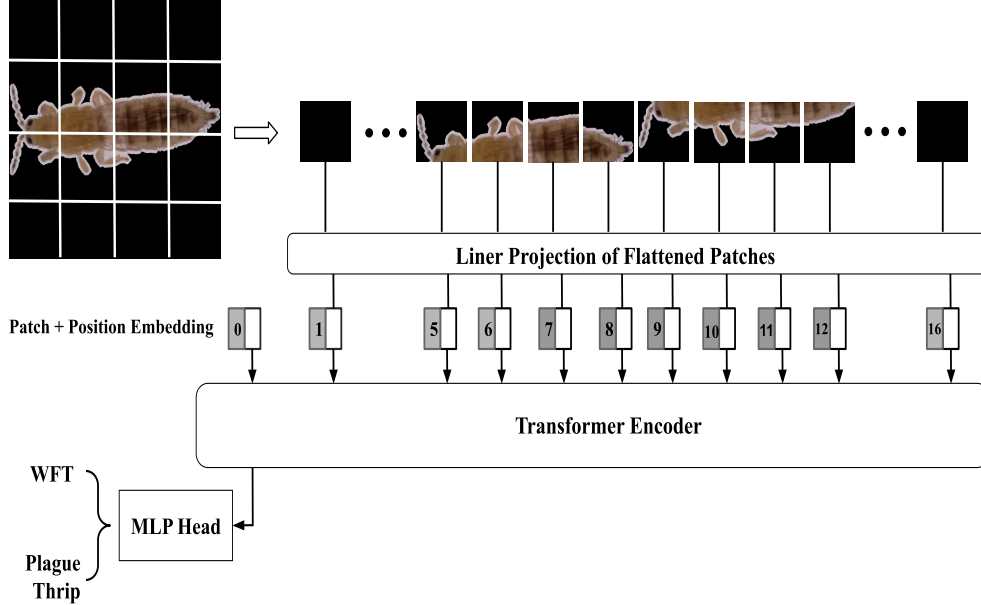 Liner Projection of Flattened Patches
Patch + Position Embedding 0 1 5 6 7 8 9 10 11 12 16
Transformer Encoder
WFT
MLP Head
Plague
Thrip